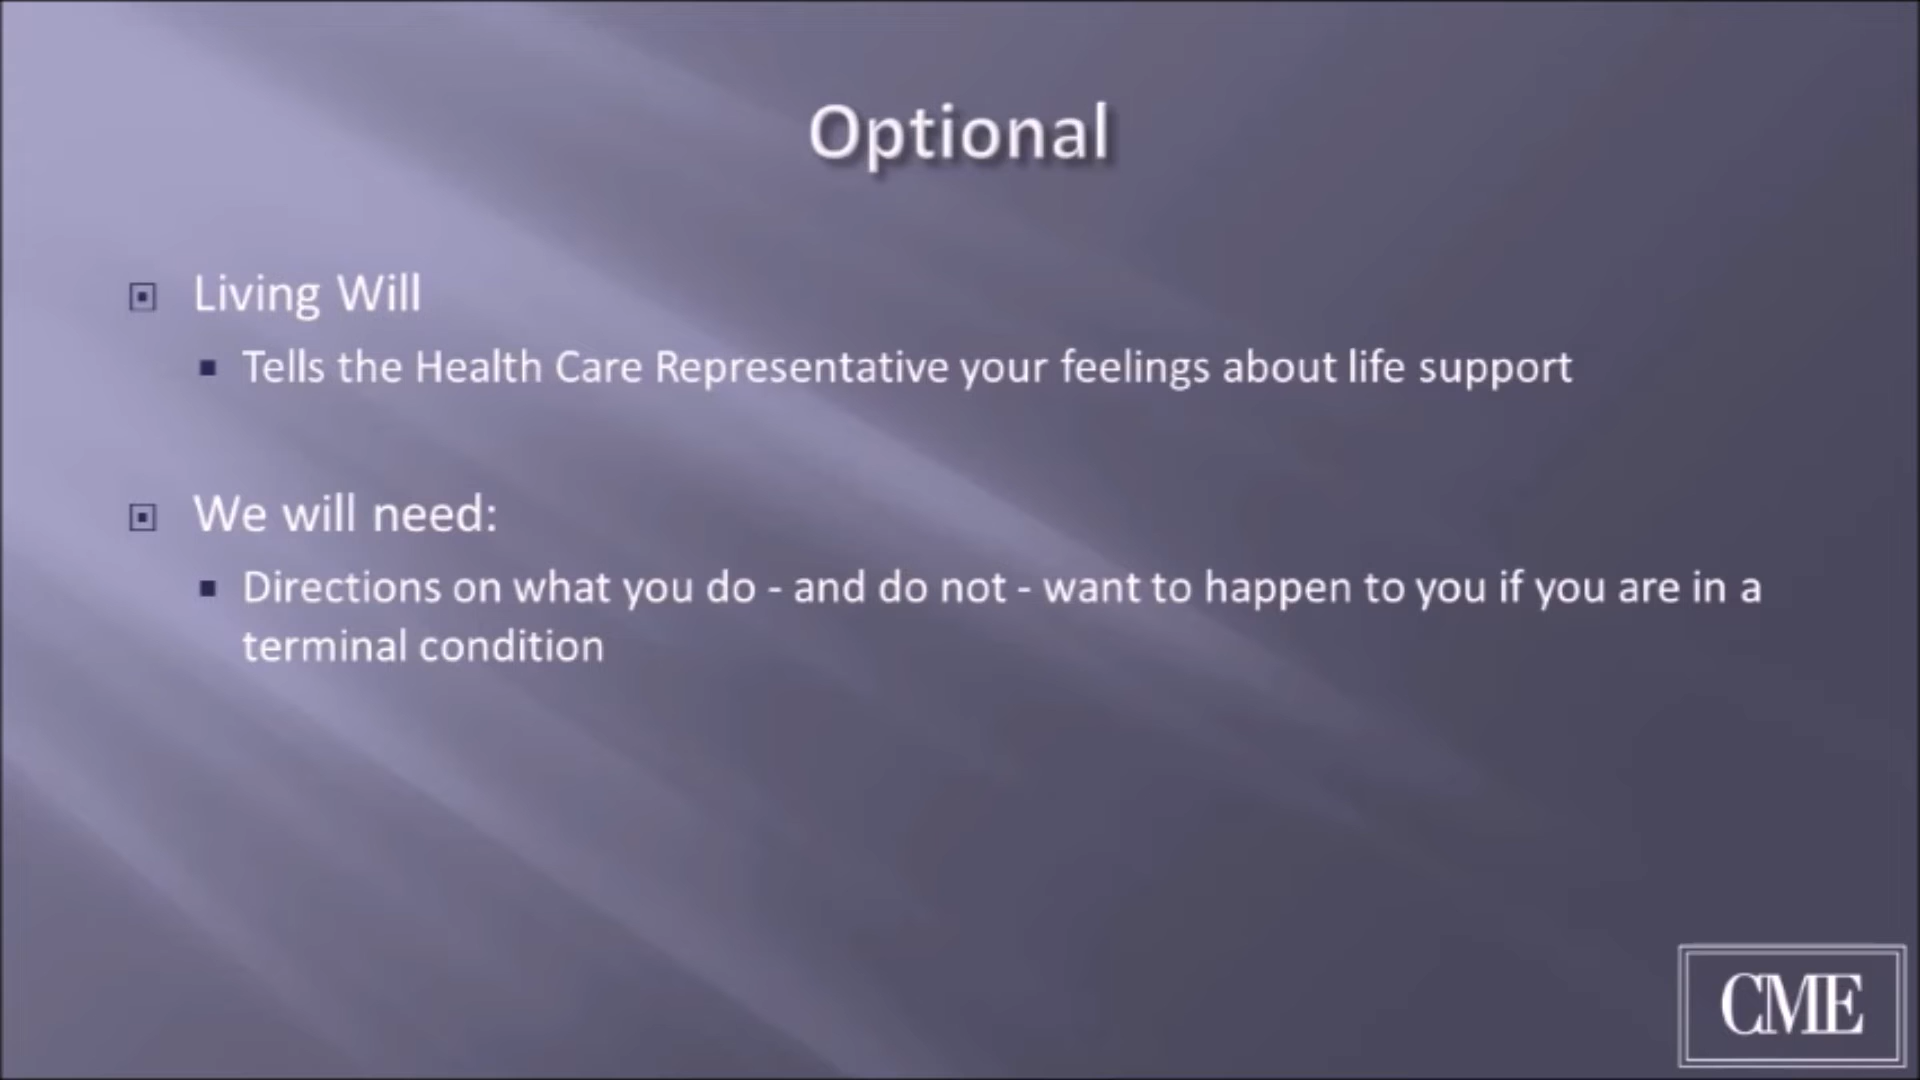 Optional
Living Will
Tells the Health Care Representative your feelings about life support
We will need:
Directions on what you do - and do not - want to happen to you if you are in a
terminal condition
CME